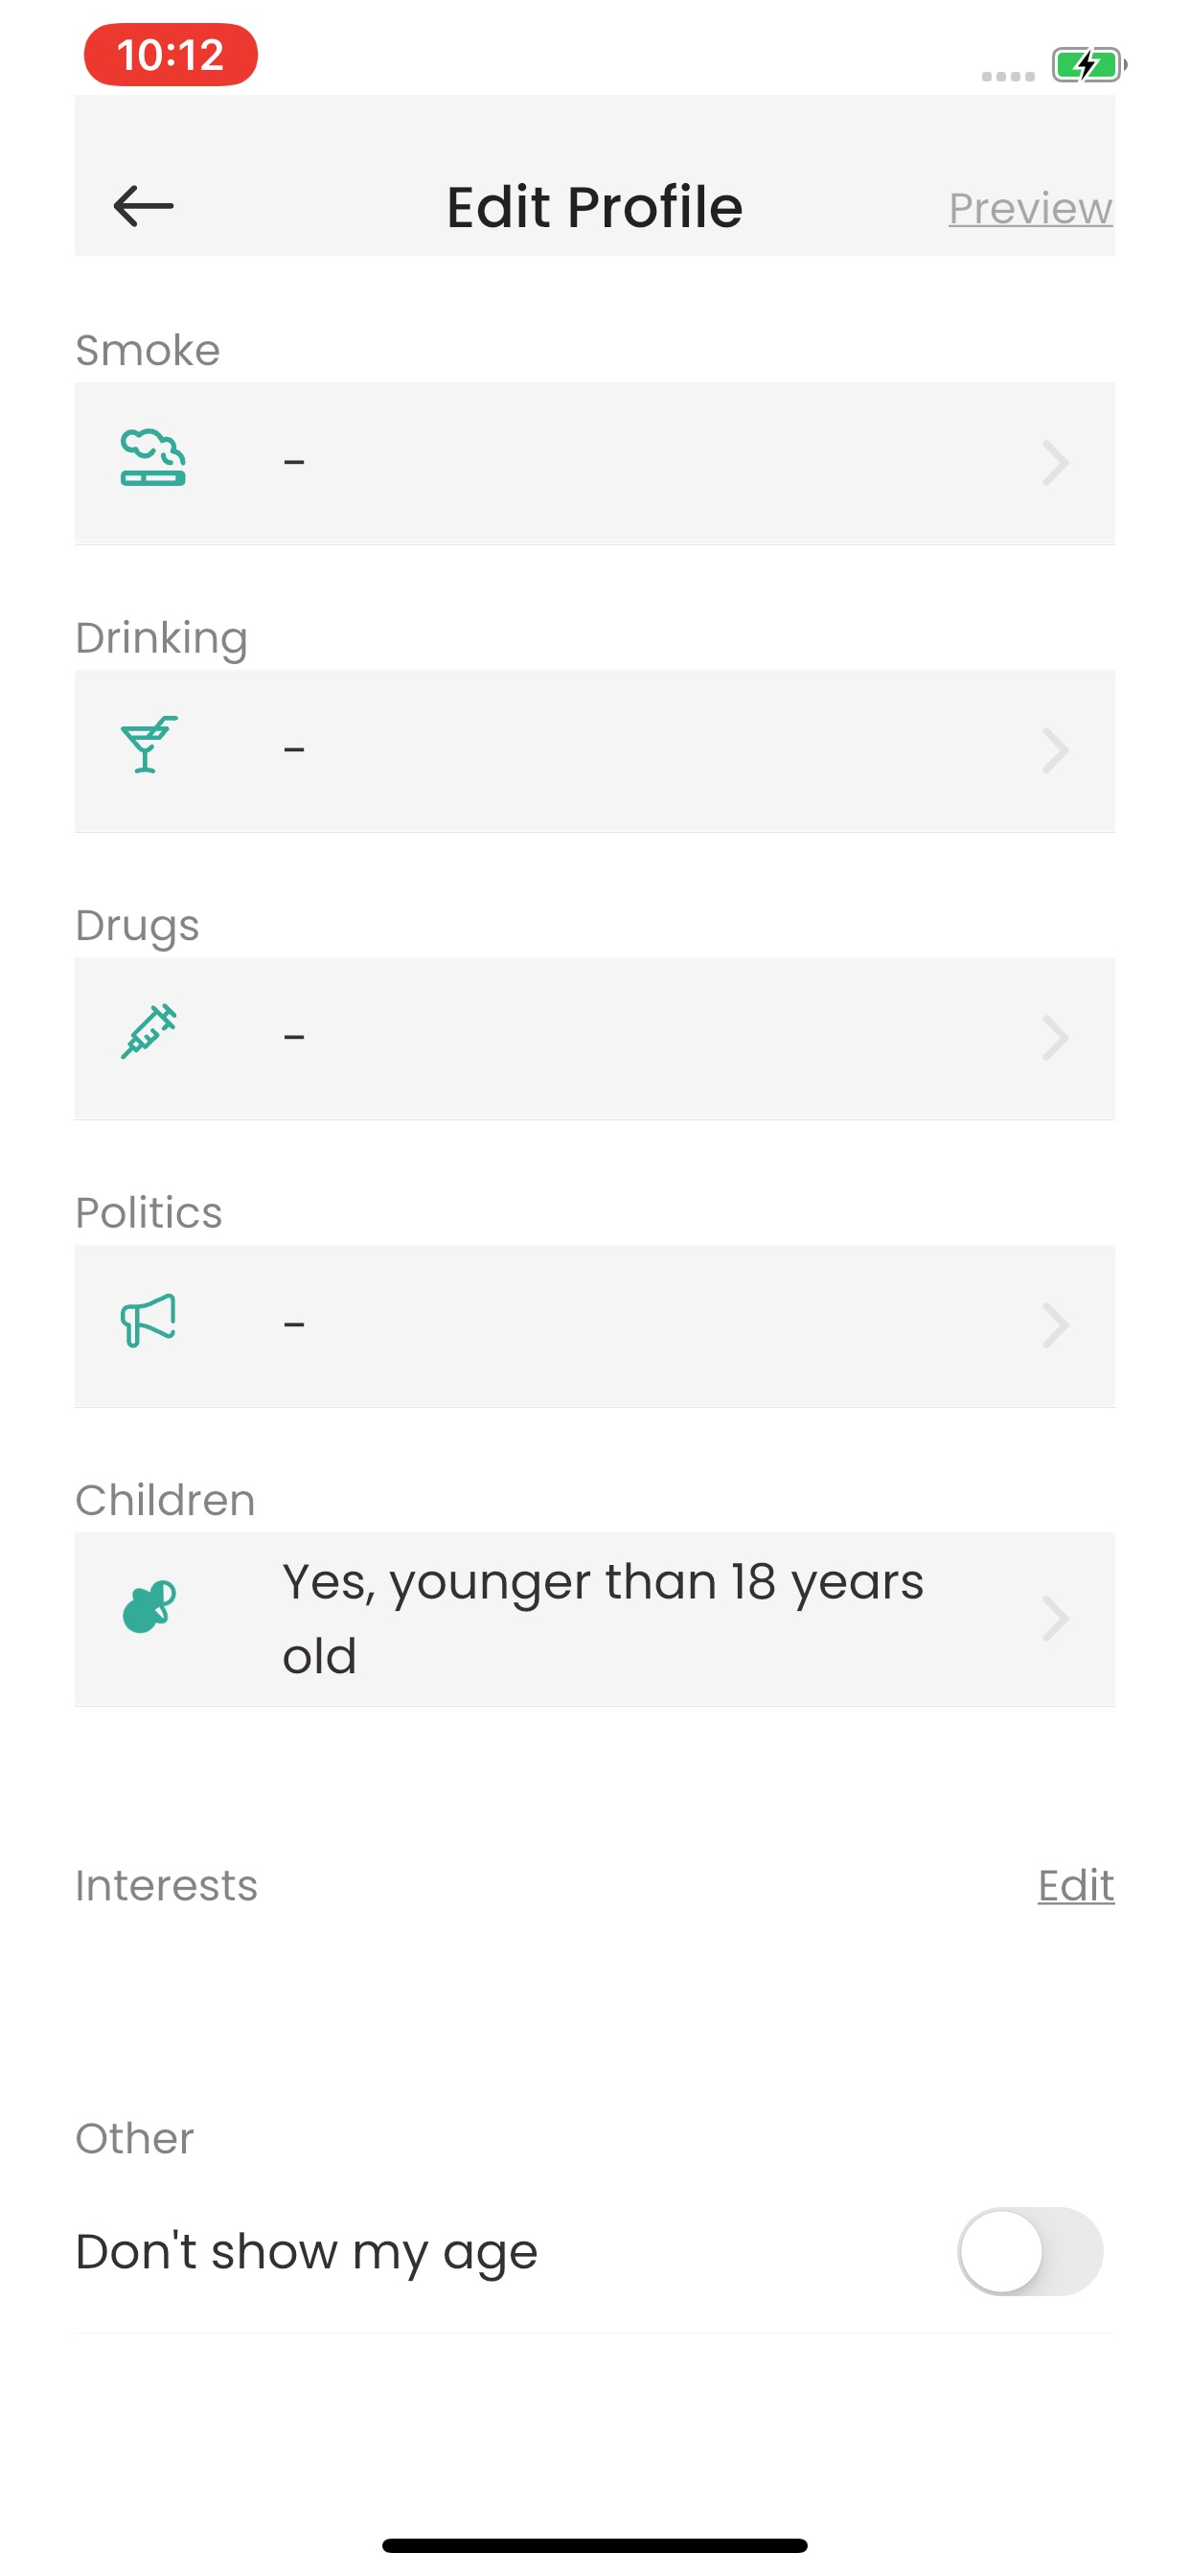 10:12
Edit Profile
Preview
Smoke
-
Drinking
-
Drugs
-
Politics
-
Children
Yes, younger than 18 years
old
Interests
Edit
Other
Don't show my age